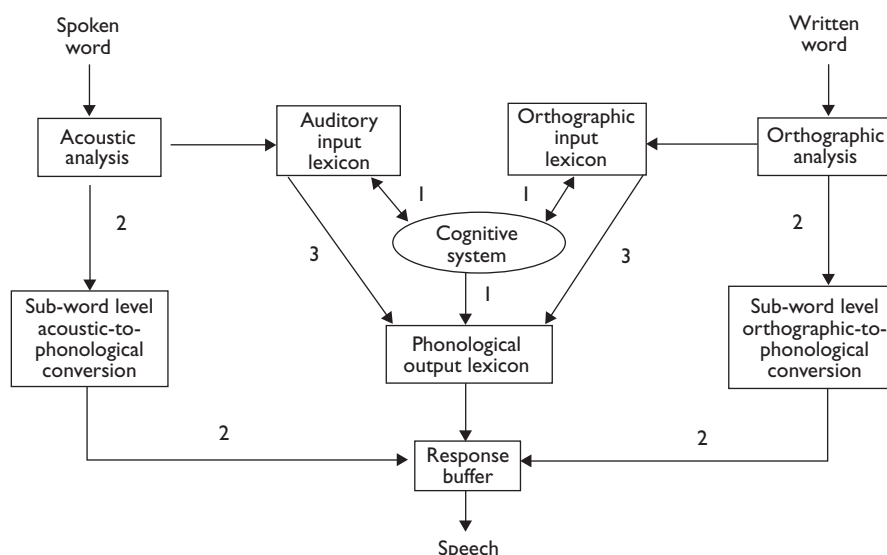 Spoken
word
Written
word
Acoustic
analysis
Auditory
input
lexicon
Orthographic
input
lexicon
Orthographic
analysis
1
1
2
2
3
3
Cognitive
system
1
Sub-word level
acoustic-to-
phonological
conversion
Phonological
output lexicon
Sub-word level
orthographic-to-
phonological
conversion
2
2
Response
buffer
Speech